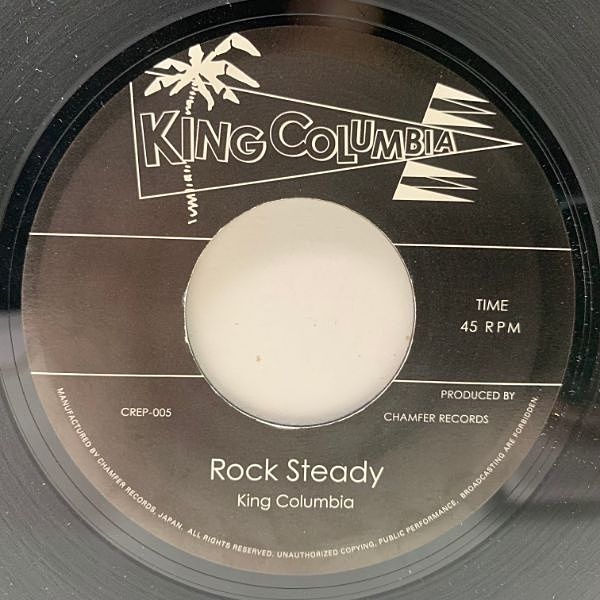 KING COLUMBIA
TIME
45 RPM
PRODUCED BY
CREP-005
CHAMFER RECORDS
Rock Steady
King Columbia
MANUFACTURED BY CHAMFER RECORDS, JAPAN. ALL RIGHTS RESERVED. UNAUTHORIZED COPYING, PUBLIC PERFORMANCE, BROADCASTING ARE FORBIDDEN.